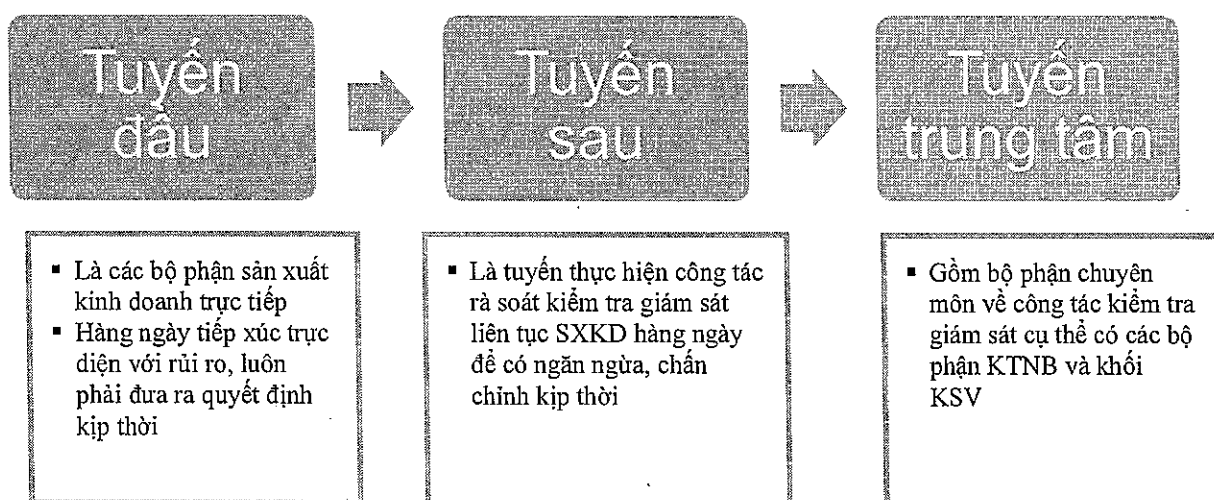 Tuyến
đầu
Tuyến
sau
Tuyến
trung tâm
▪ Là các bộ phận sản xuất
kinh doanh trực tiếp
▪ Hàng ngày tiếp xúc trực
diện với rủi ro, luôn
phải đưa ra quyết định
kịp thời
▪ Là tuyến thực hiện công tác
rà soát kiểm tra giám sát
liên tục SXKD hàng ngày
để có ngăn ngừa, chấn
chỉnh kịp thời
▪ Gồm bộ phận chuyên
môn về công tác kiểm tra
giám sát cụ thể có các bộ
phận KTNB và khối
KSV